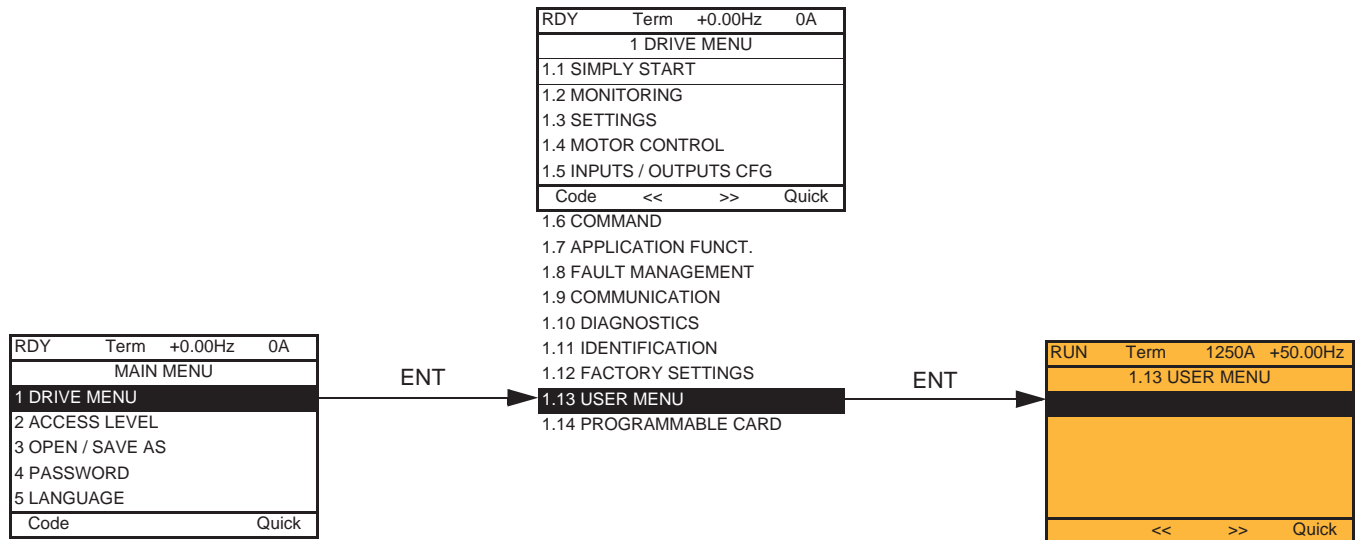 RDY Term +0.00Hz 0A
1 DRIVE MENU
1.1 SIMPLY START
1.2 MONITORING
1.3 SETTINGS
1.4 MOTOR CONTROL
1.5 INPUTS / OUTPUTS CFG
Code << >> Quick
1.6 COMMAND
1.7 APPLICATION FUNCT.
1.8 FAULT MANAGEMENT
1.9 COMMUNICATION
1.10 DIAGNOSTICS
1.11 IDENTIFICATION
1.12 FACTORY SETTINGS
1.13 USER MENU
1.14 PROGRAMMABLE CARD
RDY Term +0.00Hz 0A
MAIN MENU
1 DRIVE MENU
2 ACCESS LEVEL
3 OPEN / SAVE AS
4 PASSWORD
5 LANGUAGE
Code Quick
ENT
ENT
RUN Term 1250A +50.00Hz
1.13 USER MENU
<< >> Quick